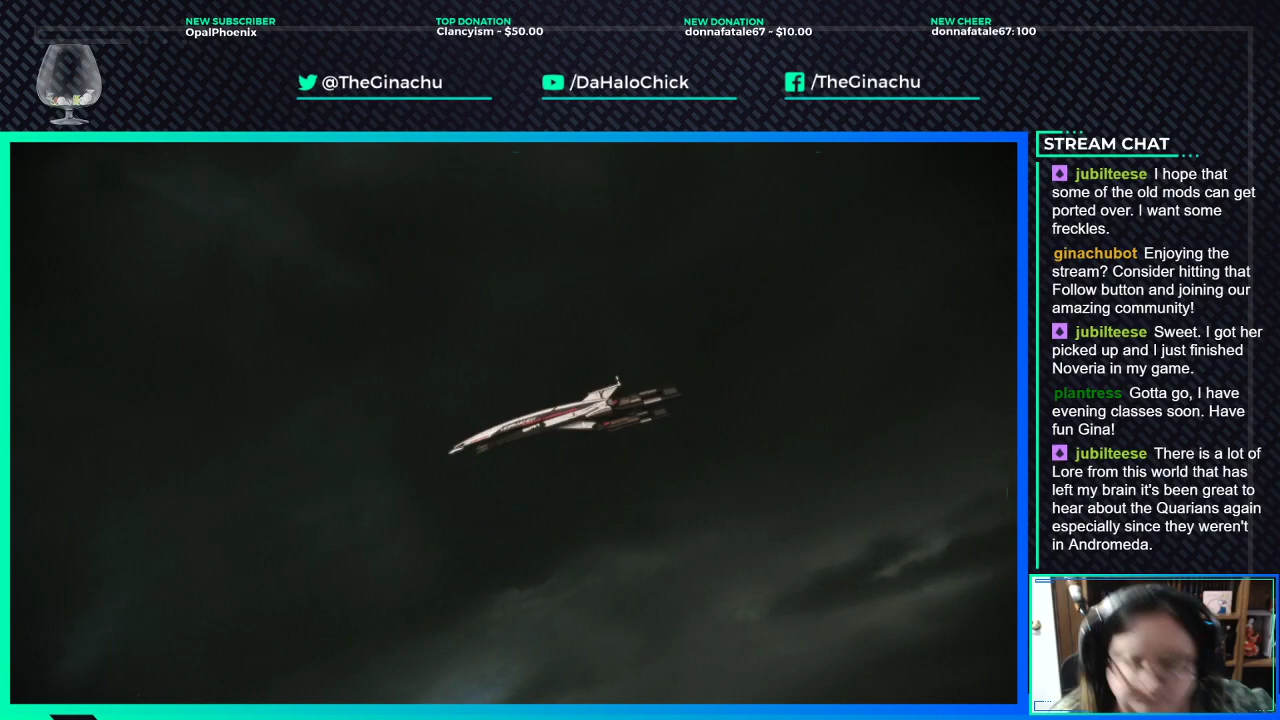 NEW SUBSCRIBER
OpalPhoenix
TOP DONATION
Clancyism - $50.00
NEW DONATION
donnafatale67 - $10.00
NEW CHEER
donnafatale67: 100
@TheGinachu
/DaHaloChick
/TheGinachu
STREAM CHAT
jubilteese I hope that
some of the old mods can get
ported over. I want some
freckles.
ginachubot Enjoying the
stream? Consider hitting that
Follow button and joining our
amazing community!
jubilteese Sweet. I got her
picked up and I just finished
Noveria in my game.
plantress Gotta go, I have
evening classes soon. Have
fun Gina!
jubilteese There is a lot of
Lore from this world that has
left my brain it's been great to
hear about the Quarians again
especially since they weren't
in Andromeda.